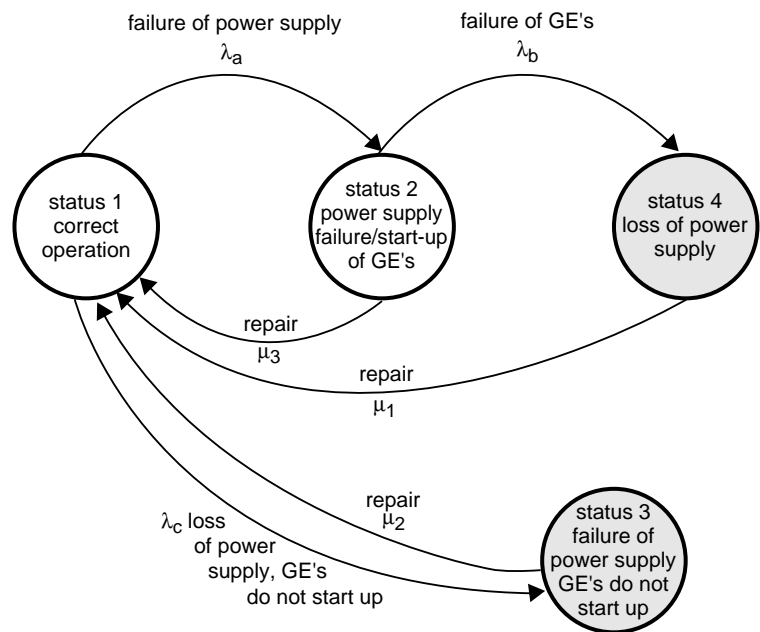 failure of power supply
λa
failure of GE's
λb
status 1
correct
operation
status 2
power supply
failure/start-up
of GE's
status 4
loss of power
supply
repair
μ3
repair
μ1
repair
μ2
λc loss
of power
supply, GE's
do not start up
status 3
failure of
power supply
GE's do not
start up